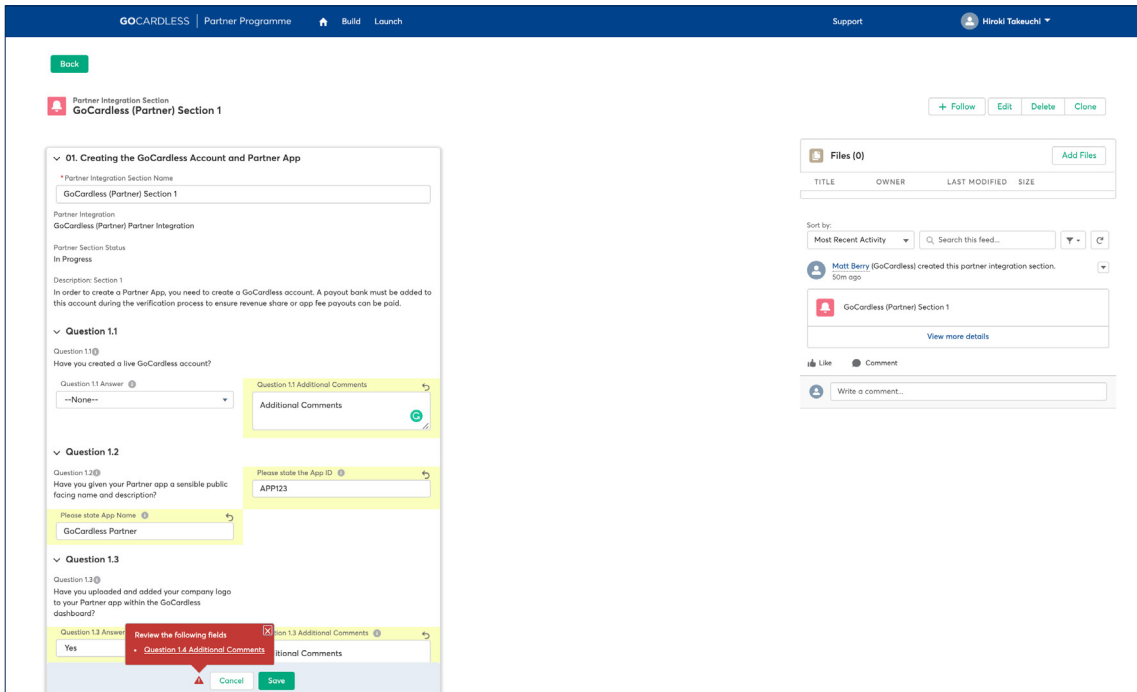 GOCARDLESS | Partner Programme Build Launch Support Hiroki Takeuchi
Back
Partner Integration Section
GoCardless (Partner) Section 1
+ Follow Edit Delete Clone
01. Creating the GoCardless Account and Partner App
*Partner Integration Section Name
GoCardless (Partner) Section 1
Partner Integration
GoCardless (Partner) Partner Integration
Partner Section Status
In Progress
Description: Section 1
In order to create a Partner App, you need to create a GoCardless account. A payout bank must be added to
this account during the verification process to ensure revenue share or app fee payouts can be paid.
Question 1.1
Question 1.1
Have you created a live GoCardless account?
Question 1.1 Answer
--None--
Question 1.1 Additional Comments
Additional Comments
Question 1.2
Question 1.2
Have you given your Partner app a sensible public
facing name and description?
Please state the App ID
APP123
Please state App Name
GoCardless Partner
Question 1.3
Question 1.3
Have you uploaded and added your company logo
to your Partner app within the GoCardless
dashboard?
Question 1.3 Answer
Yes
tion 1.3 Additional Comments
itional Comments
Review the following fields
Question 1.4 Additional Comments
Cancel Save
Files (0)
Add Files
TITLE OWNER LAST MODIFIED SIZE
Sort by:
Most Recent Activity
Search this feed...
Matt Berry (GoCardless) created this partner integration section.
50m ago
GoCardless (Partner) Section 1
View more details
Like Comment
Write a comment...